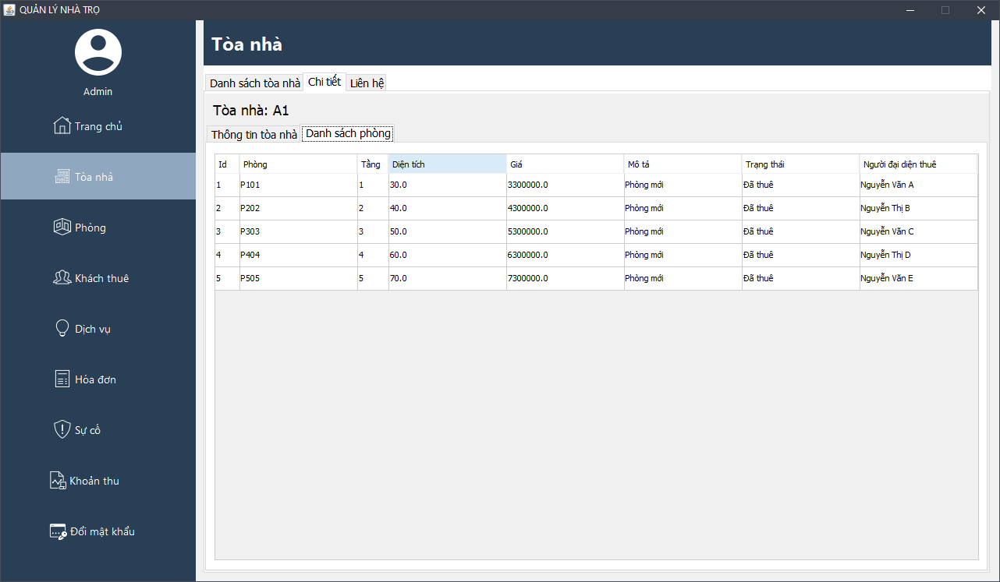 QUẢN LÝ NHÀ TRỌ
Admin
Trang chủ
Tòa nhà
Phòng
Khách thuê
Dịch vụ
Hóa đơn
Sự cố
Khoản thu
Đổi mật khẩu
Tòa nhà
Danh sách tòa nhà Chi tiết Liên hệ
Tòa nhà: A1
Thông tin tòa nhà Danh sách phòng
Id Phòng Tầng Diện tích Giá Mô tả Trạng thái Người đại diện thuê
1 P101 1 30.0 3300000.0 Phòng mới Đã thuê Nguyễn Văn A
2 P202 2 40.0 4300000.0 Phòng mới Đã thuê Nguyễn Thị B
3 P303 3 50.0 5300000.0 Phòng mới Đã thuê Nguyễn Văn C
4 P404 4 60.0 6300000.0 Phòng mới Đã thuê Nguyễn Thị D
5 P505 5 70.0 7300000.0 Phòng mới Đã thuê Nguyễn Văn E